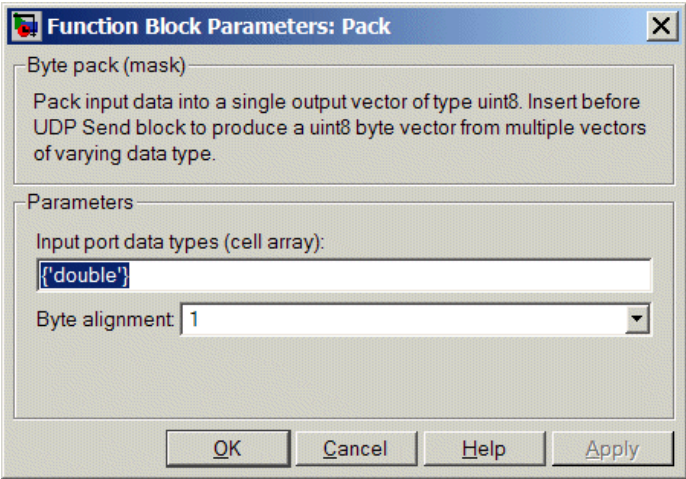 Function Block Parameters: Pack
Byte pack (mask)
Pack input data into a single output vector of type uint8. Insert before
UDP Send block to produce a uint8 byte vector from multiple vectors
of varying data type.
Parameters
Input port data types (cell array):
{'double'}
Byte alignment: 1
OK Cancel Help Apply